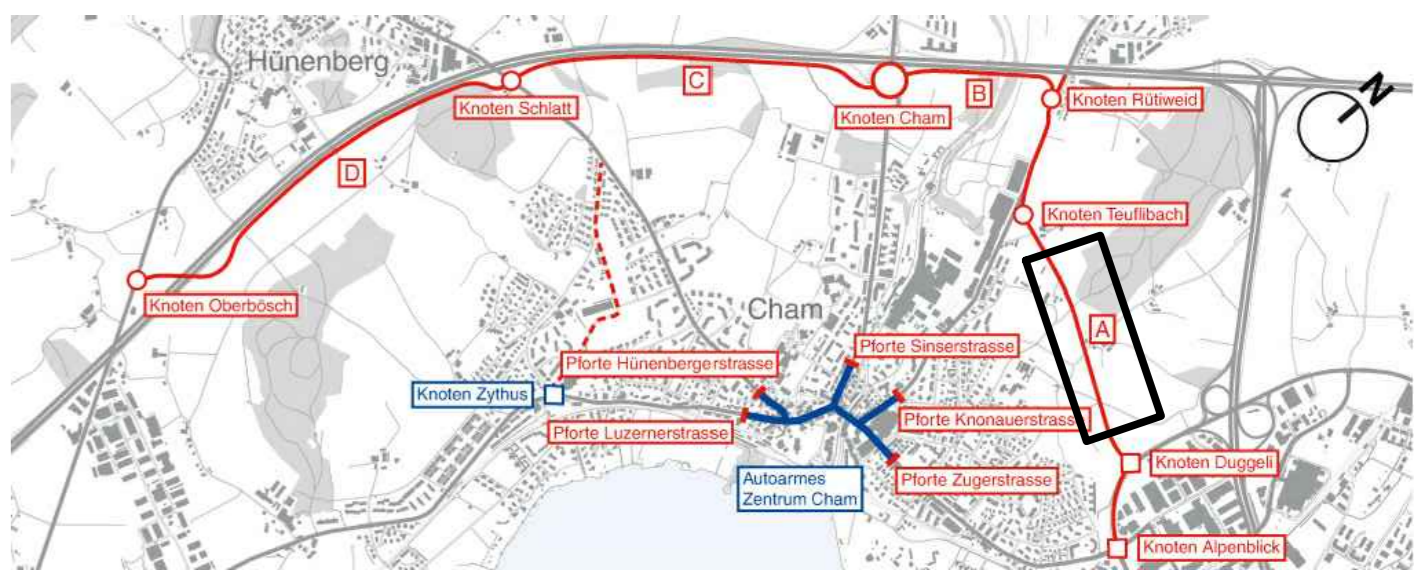 Hünenberg
Knoten Schlatt
C
Knoten Cham
B
Knoten Rütiweid
N
D
Knoten Teuflibach
Knoten Oberbösch
Cham
A
Pforte Hünenbergerstrasse
Pforte Sinserstrasse
Knoten Zythus
Pforte Luzernerstrasse
Pforte Knonauerstrasse
Autoarmes
Zentrum Cham
Pforte Zugerstrasse
Knoten Duggeli
Knoten Alpenblick